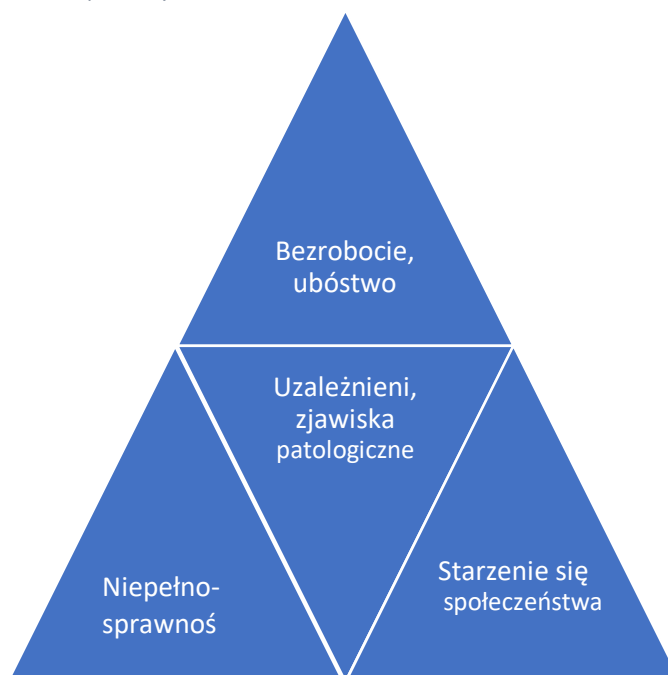 Bezrobocie,
ubóstwo
Uzależnieni,
zjawiska
patologiczne
Niepełno-
sprawnoś
Starzenie się
społeczeństwa